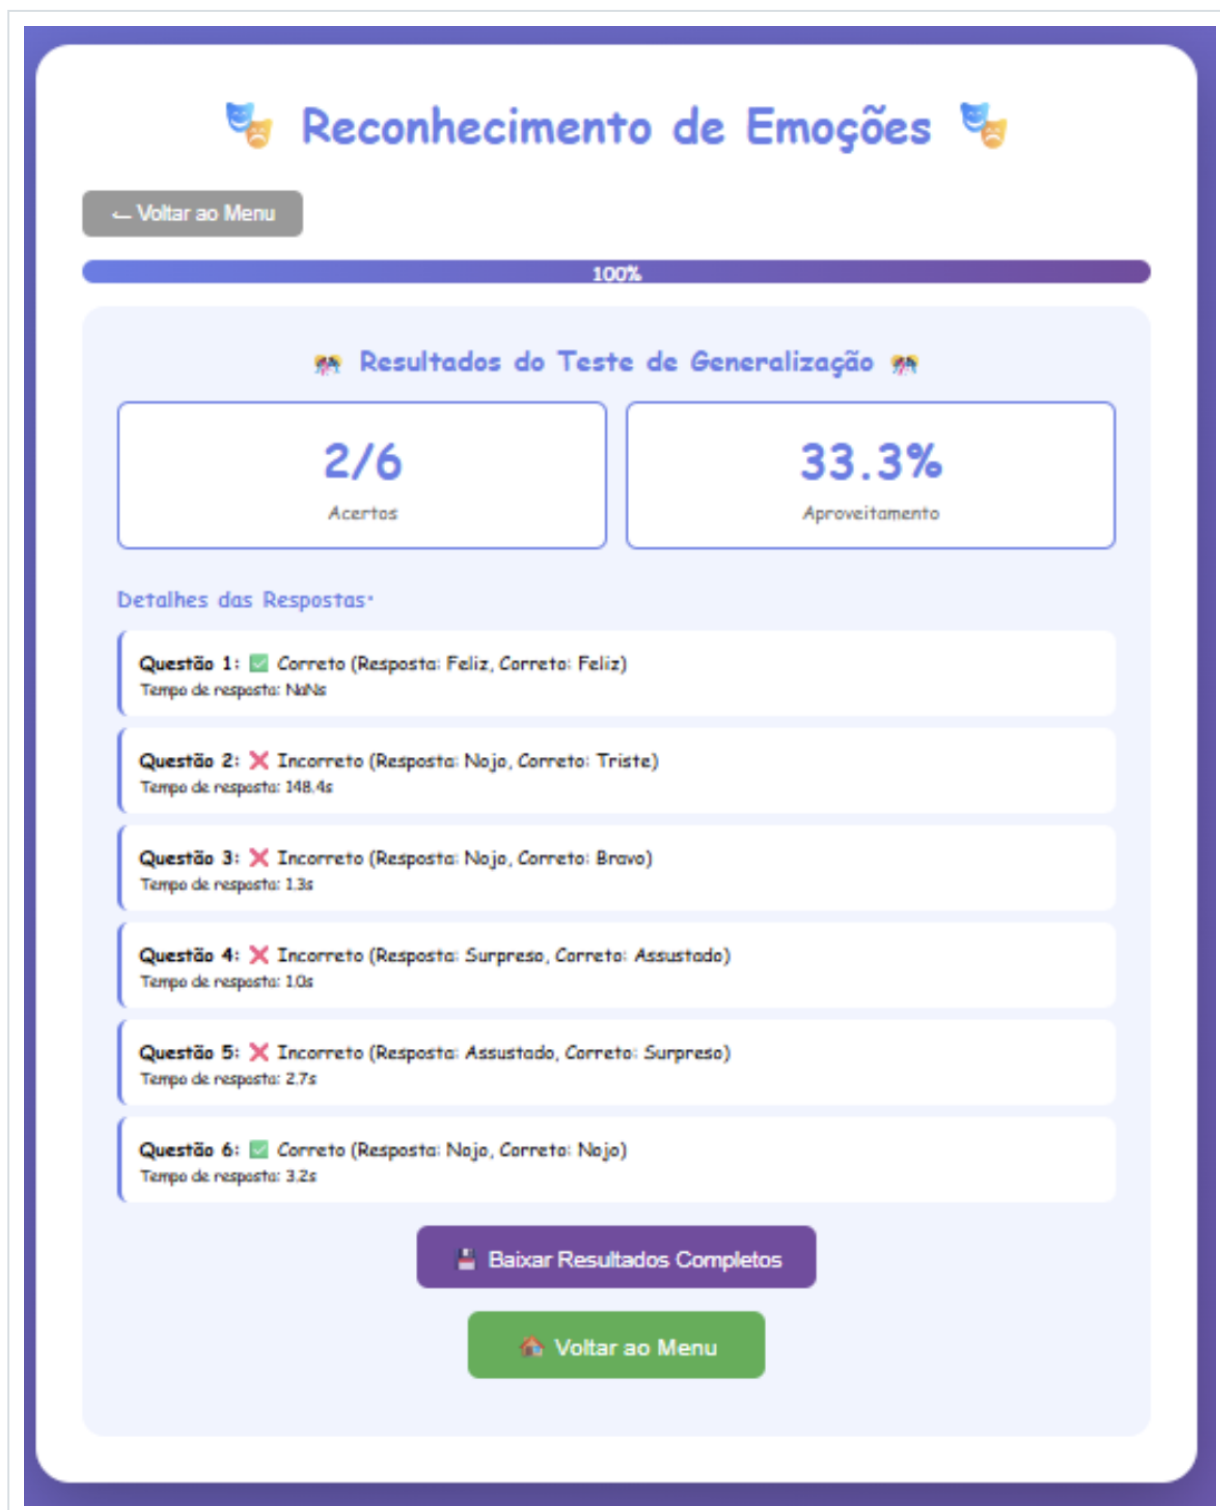 Reconhecimento de Emoções
← Voltar ao Menu
100%
Resultados do Teste de Generalização
2/6
Acertos
33.3%
Aproveitamento
Detalhes das Respostas:
Questão 1: ✅ Correto (Resposta: Feliz, Correto: Feliz)
Tempo de resposta: NaNs
Questão 2: ❌ Incorreto (Resposta: Nojo, Correto: Triste)
Tempo de resposta: 148.4s
Questão 3: ❌ Incorreto (Resposta: Nojo, Correto: Bravo)
Tempo de resposta: 1.3s
Questão 4: ❌ Incorreto (Resposta: Surpreso, Correto: Assustado)
Tempo de resposta: 1.0s
Questão 5: ❌ Incorreto (Resposta: Assustado, Correto: Surpreso)
Tempo de resposta: 2.7s
Questão 6: ✅ Correto (Resposta: Nojo, Correto: Nojo)
Tempo de resposta: 3.2s
Baixar Resultados Completos
Voltar ao Menu